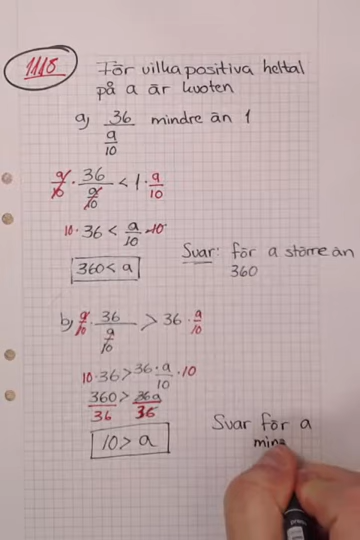 1118
För vilka positiva heltal
på a är kvoten
a) 36/(a/10) mindre än 1
a/10 · 36/(a/10) < 1 · a/10
10 · 36 < a/10 · 10
360 < a
Svar: för a större än
360
b) a/10 · 36/(a/10) > 36 · a/10
10 · 36 > 36 · a/10 · 10
360/36 > 36a/36
10 > a
Svar för a